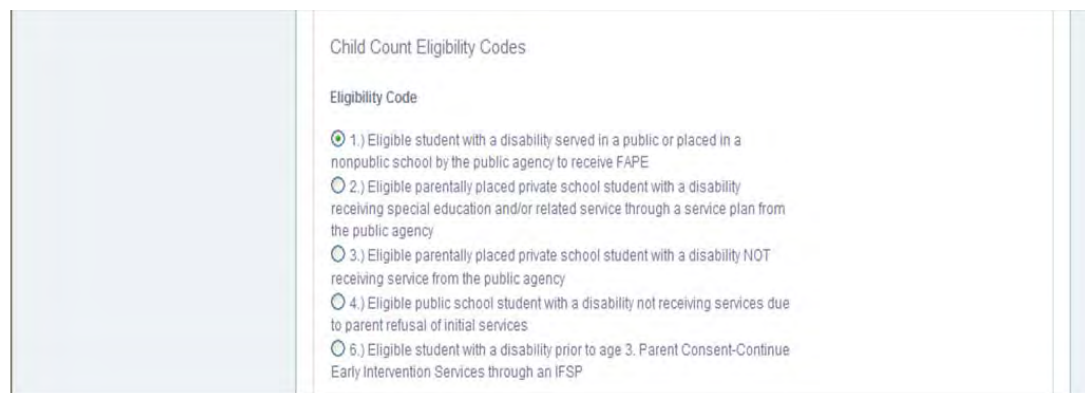 Child Count Eligibility Codes
Eligibility Code
1.) Eligible student with a disability served in a public or placed in a
nonpublic school by the public agency to receive FAPE
2.) Eligible parentally placed private school student with a disability
receiving special education and/or related service through a service plan from
the public agency
3.) Eligible parentally placed private school student with a disability NOT
receiving service from the public agency
4.) Eligible public school student with a disability not receiving services due
to parent refusal of initial services
6.) Eligible student with a disability prior to age 3. Parent Consent-Continue
Early Intervention Services through an IFSP